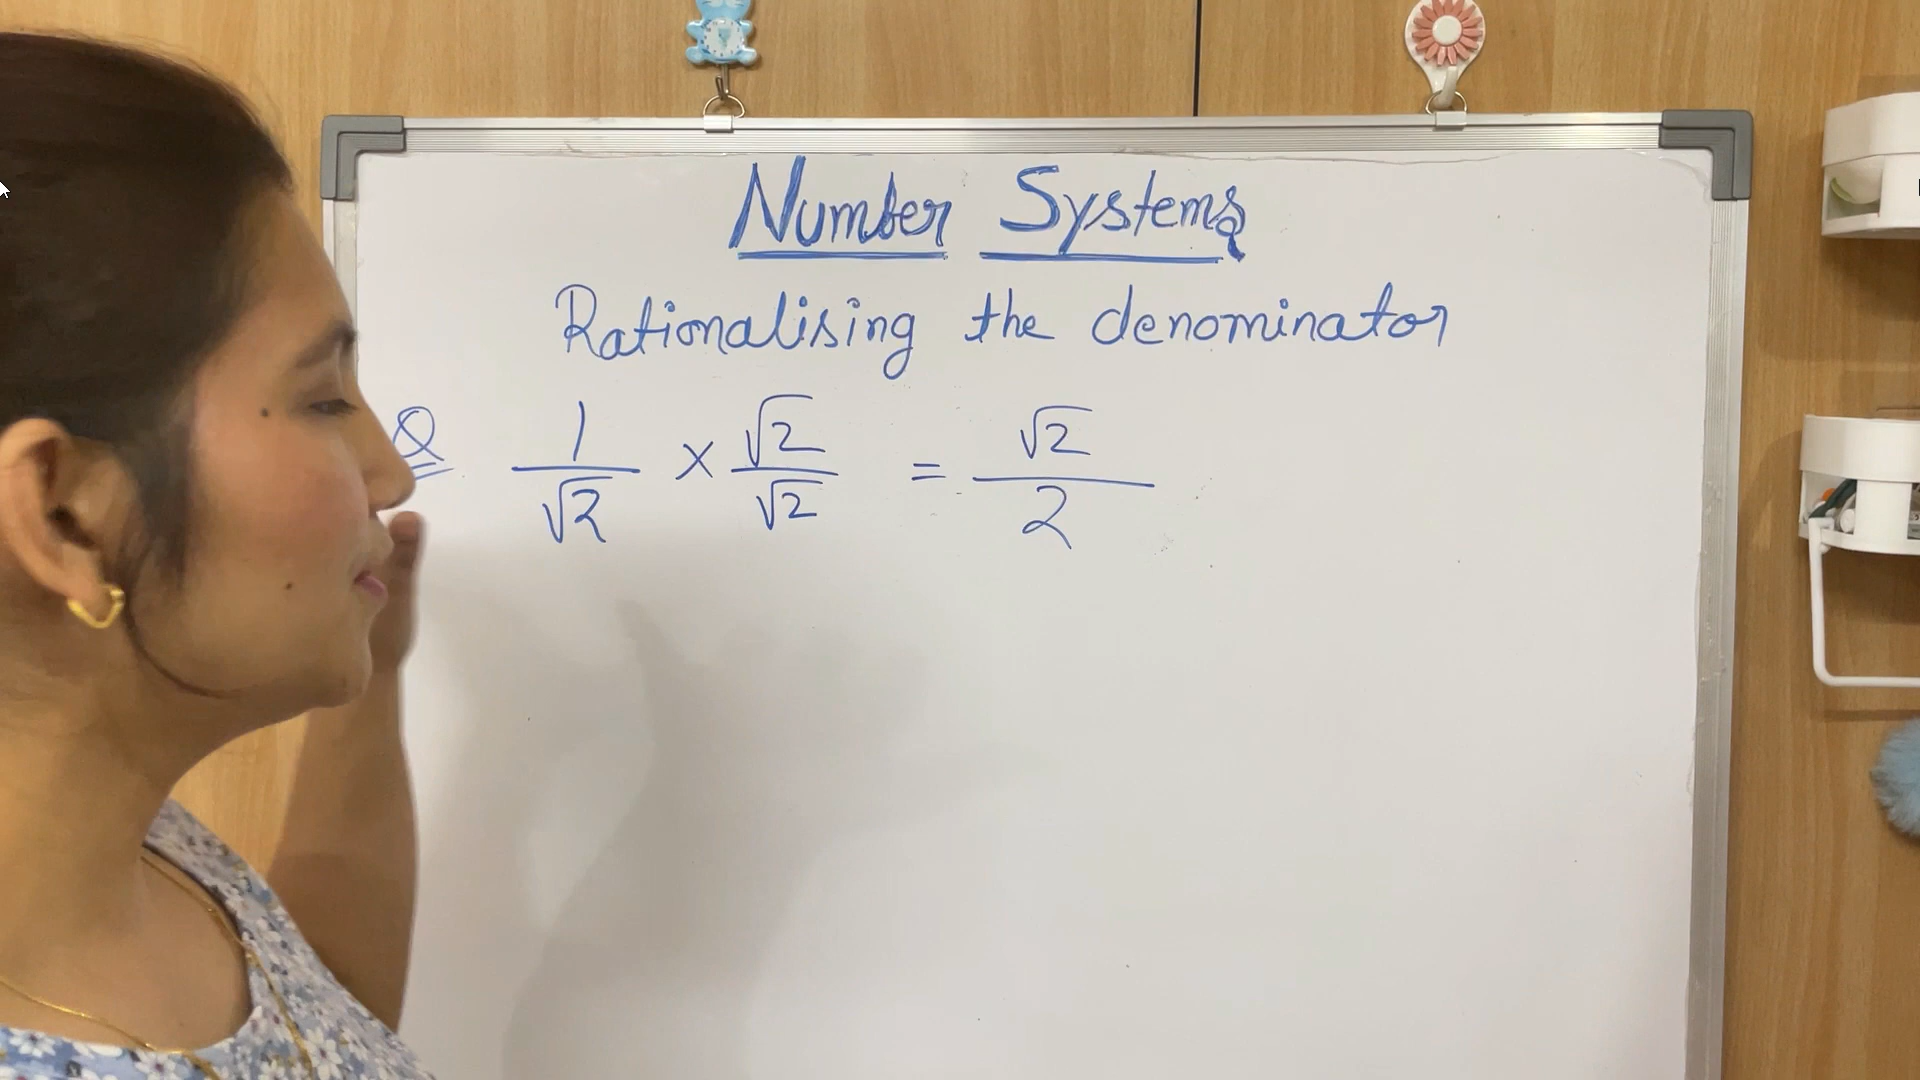 Number Systems
Rationalising the denominator
Q 1/√2 × √2/√2 = √2/2